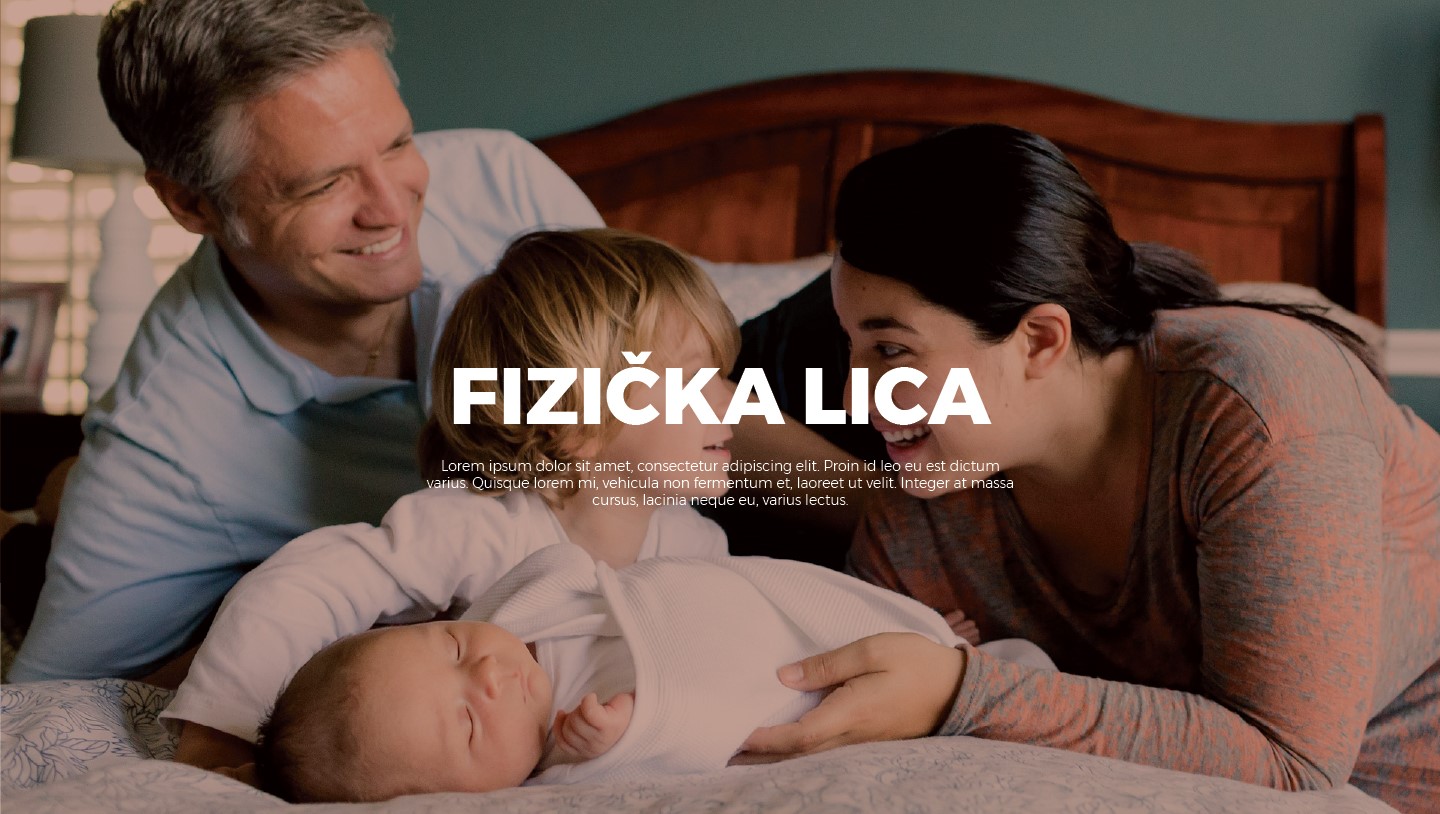 FIZIČKA LICA
Lorem ipsum dolor sit amet, consectetur adipiscing elit. Proin id leo eu est dictum
varius. Quisque lorem mi, vehicula non fermentum et, laoreet ut velit. Integer at massa
cursus, lacinia neque eu, varius lectus.